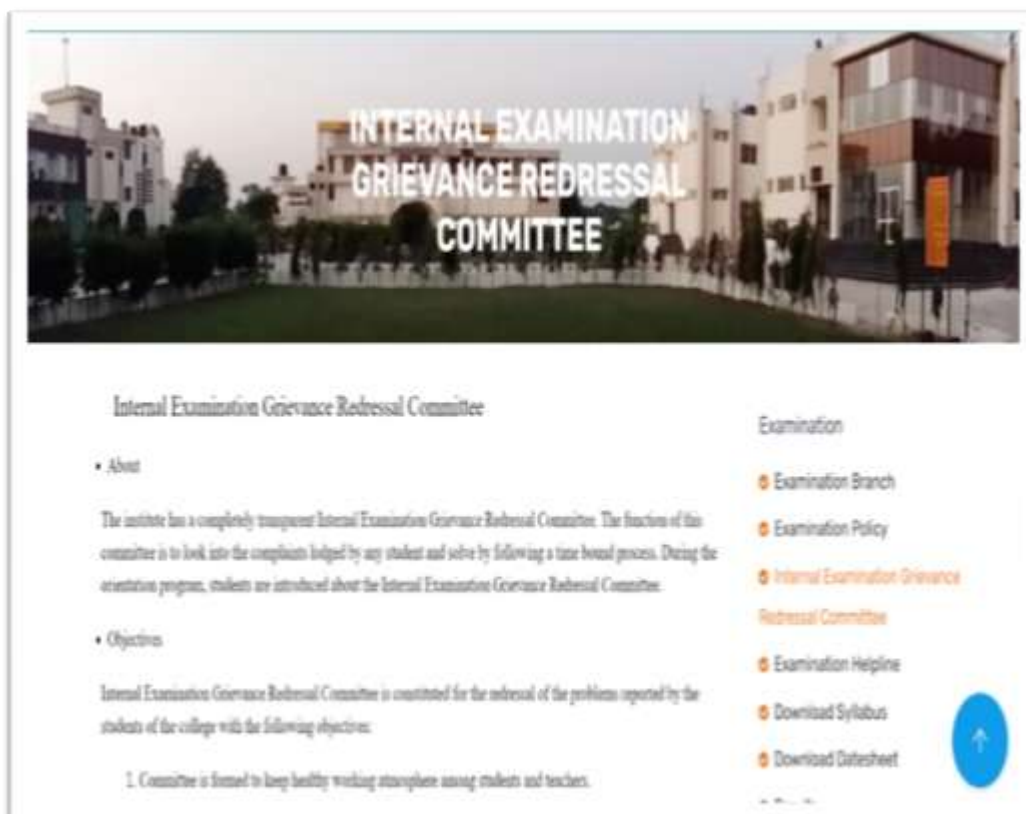 INTERNAL EXAMINATION
GRIEVANCE REDRESSAL
COMMITTEE
Internal Examination Grievance Redressal Committee
• About
The institute has a completely transparent Internal Examination Grievance Redressal Committee. The function of this
committee is to look into the complaints lodged by any student and solve by following a time bound process. During the
orientation program, students are introduced about the Internal Examination Grievance Redressal Committee.
• Objectives
Internal Examination Grievance Redressal Committee is constituted for the redressal of the problems reported by the
students of the college with the following objectives:
1. Committee is formed to keep healthy working atmosphere among students and teachers.
Examination
Examination Branch
Examination Policy
Internal Examination Grievance
Redressal Committee
Examination Helpline
Download Syllabus
Download Datesheet